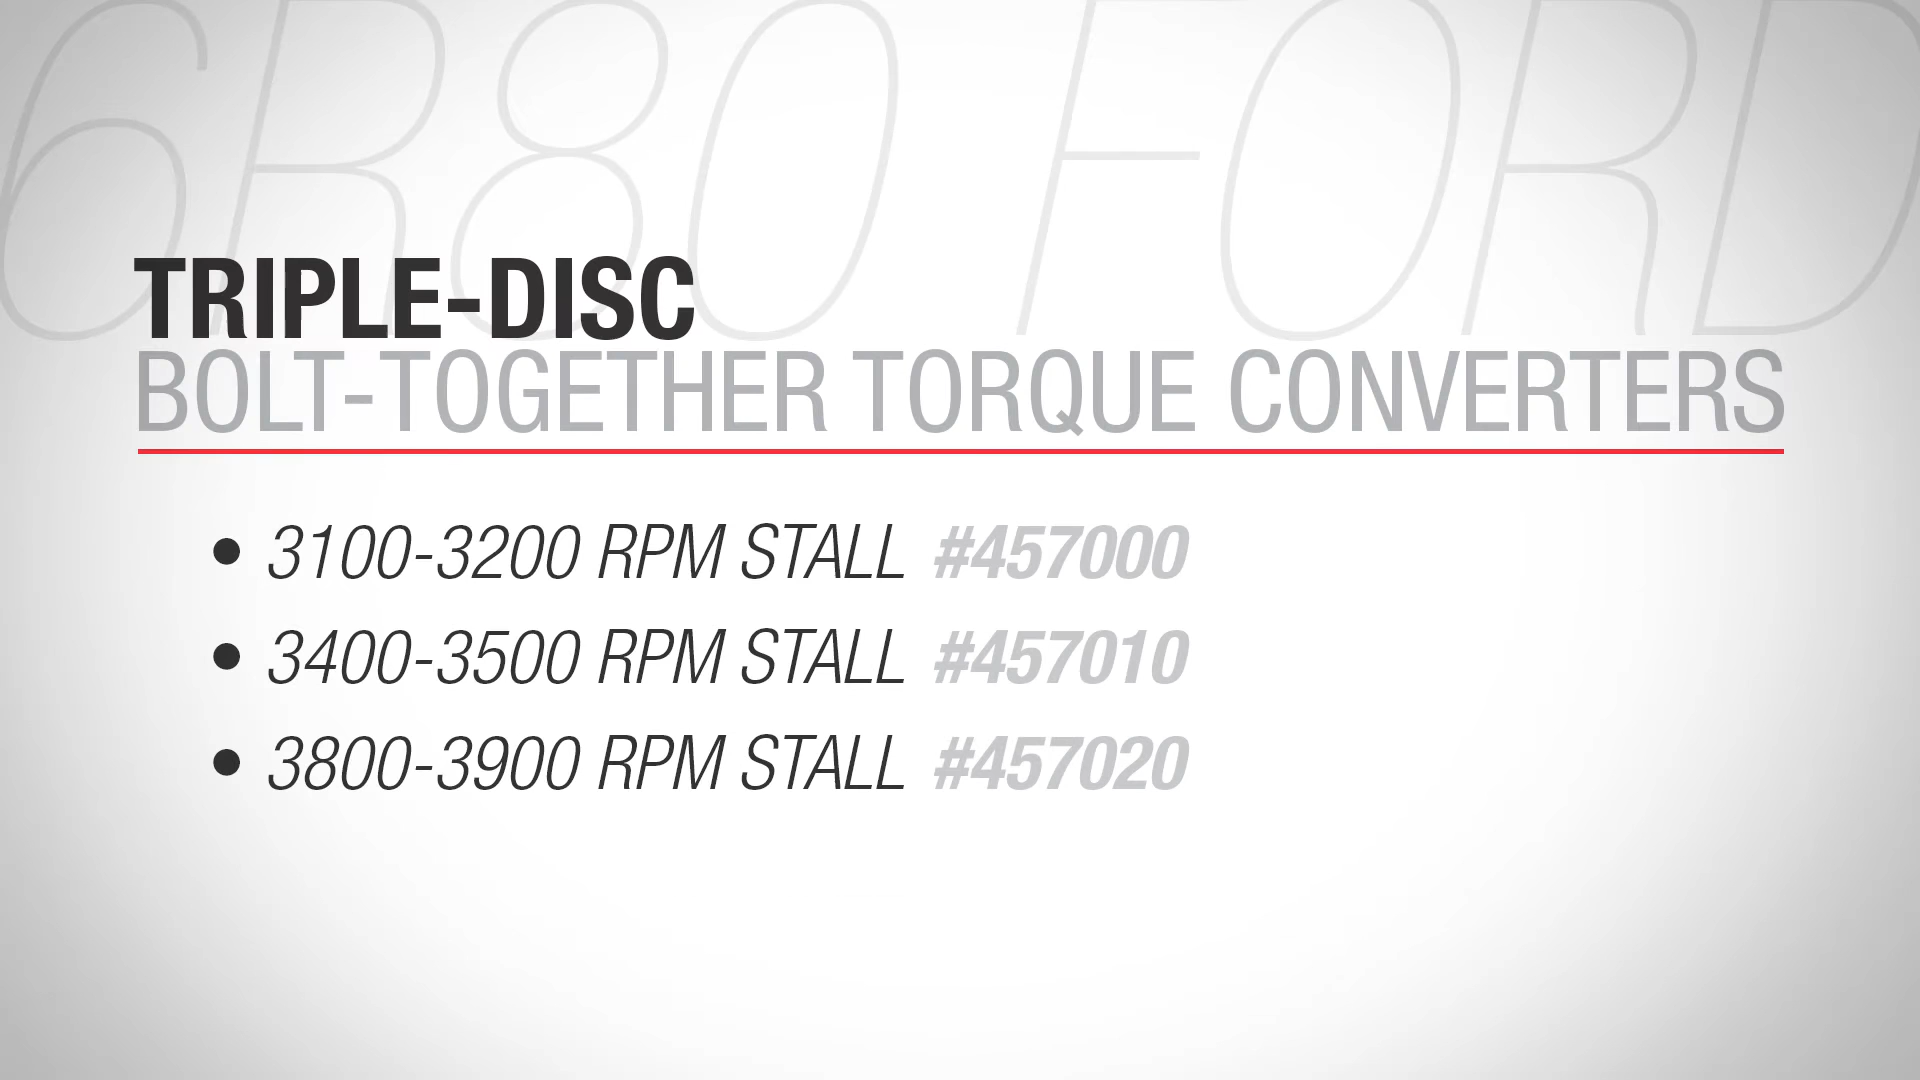 6R80 FORD
TRIPLE-DISC
BOLT-TOGETHER TORQUE CONVERTERS
• 3100-3200 RPM STALL #457000
• 3400-3500 RPM STALL #457010
• 3800-3900 RPM STALL #457020